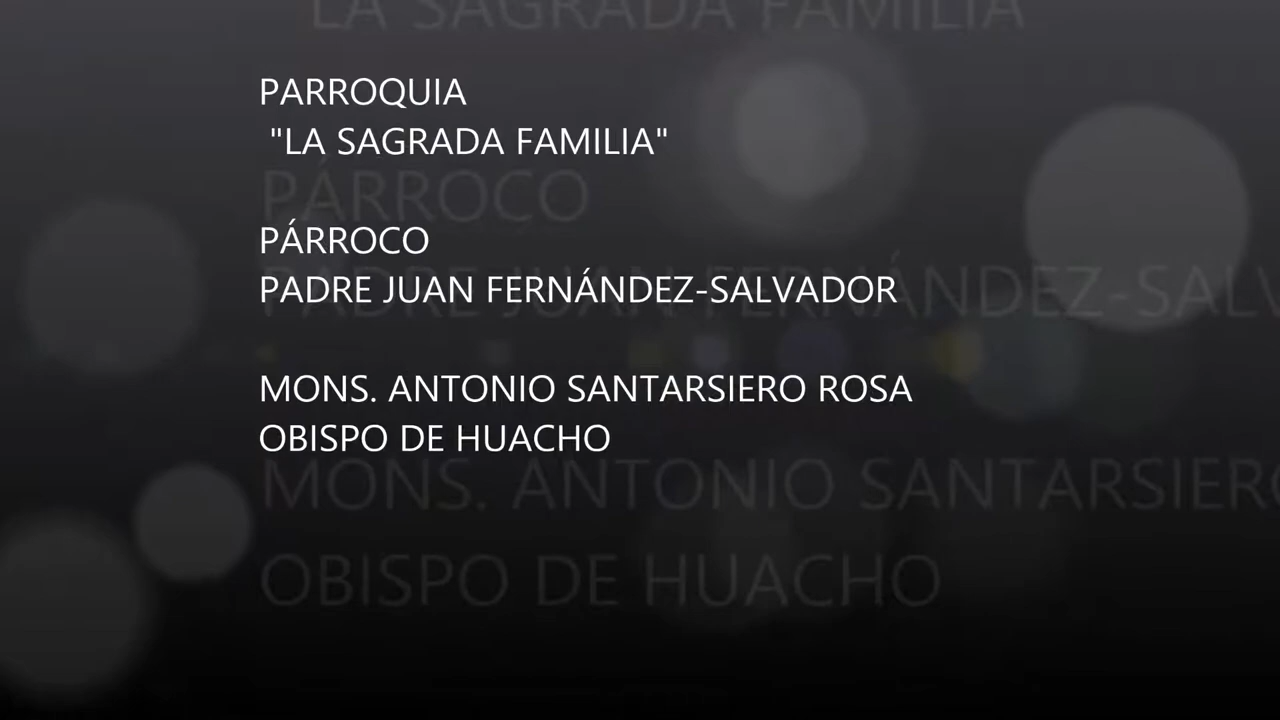 PARROQUIA
"LA SAGRADA FAMILIA"
PÁRROCO
PADRE JUAN FERNÁNDEZ-SALVADOR
MONS. ANTONIO SANTARSIERO ROSA
OBISPO DE HUACHO